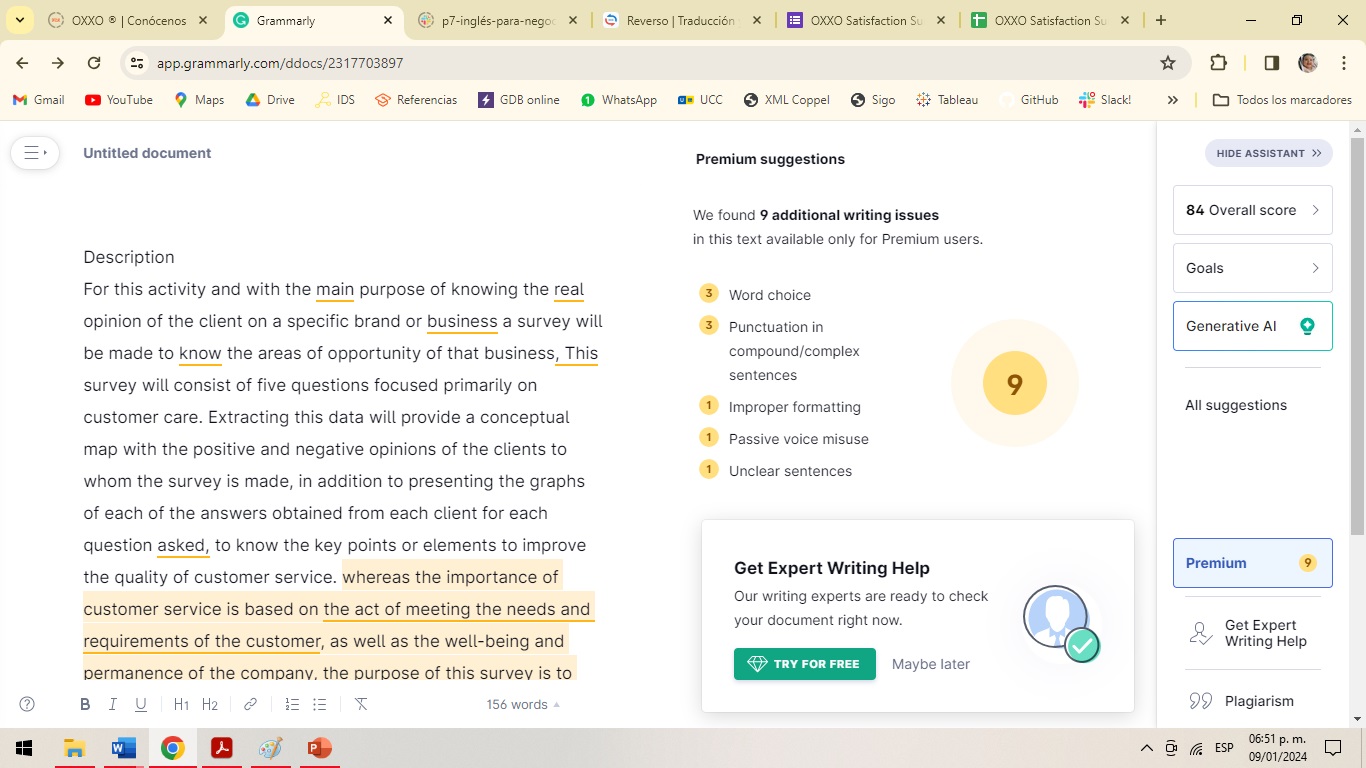 OXXO ® | Conócenos
Grammarly
p7-inglés-para-negoc
Reverso | Traducción
OXXO Satisfaction Su
OXXO Satisfaction Su
app.grammarly.com/ddocs/2317703897
Gmail
YouTube
Maps
Drive
IDS
Referencias
GDB online
WhatsApp
UCC
XML Coppel
Sigo
Tableau
GitHub
Slack!
Todos los marcadores
Untitled document
Description
For this activity and with the main purpose of knowing the real
opinion of the client on a specific brand or business a survey will
be made to know the areas of opportunity of that business, This
survey will consist of five questions focused primarily on
customer care. Extracting this data will provide a conceptual
map with the positive and negative opinions of the clients to
whom the survey is made, in addition to presenting the graphs
of each of the answers obtained from each client for each
question asked, to know the key points or elements to improve
the quality of customer service. whereas the importance of
customer service is based on the act of meeting the needs and
requirements of the customer, as well as the well-being and
permanence of the company, the purpose of this survey is to
B I U H1 H2
156 words
Premium suggestions
We found 9 additional writing issues
in this text available only for Premium users.
3 Word choice
3 Punctuation in
compound/complex
sentences
1 Improper formatting
1 Passive voice misuse
1 Unclear sentences
9
Get Expert Writing Help
Our writing experts are ready to check
your document right now.
TRY FOR FREE
Maybe later
HIDE ASSISTANT
84 Overall score
Goals
Generative AI
All suggestions
Premium 9
Get Expert
Writing Help
Plagiarism
ESP
06:51 p. m.
09/01/2024